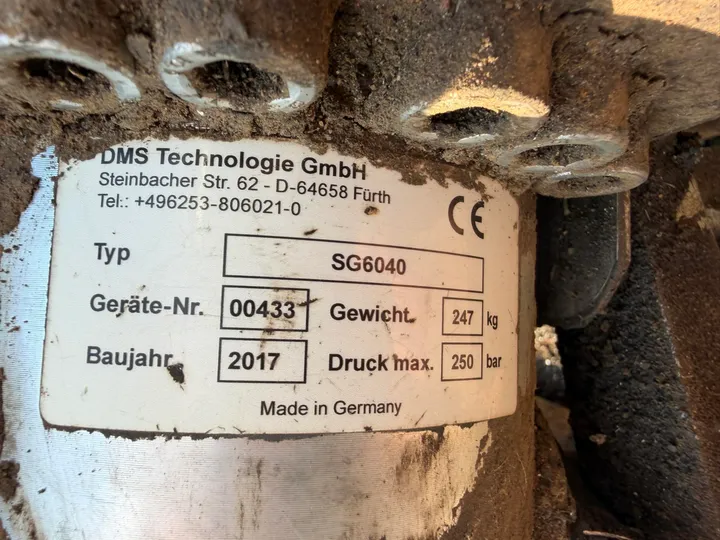 DMS Technologie GmbH
Steinbacher Str. 62 - D-64658 Fürth
Tel.: +496253-806021-0
CE
Typ SG6040
Geräte-Nr. 00433 Gewicht. 247 kg
Baujahr 2017 Druck max. 250 bar
Made in Germany